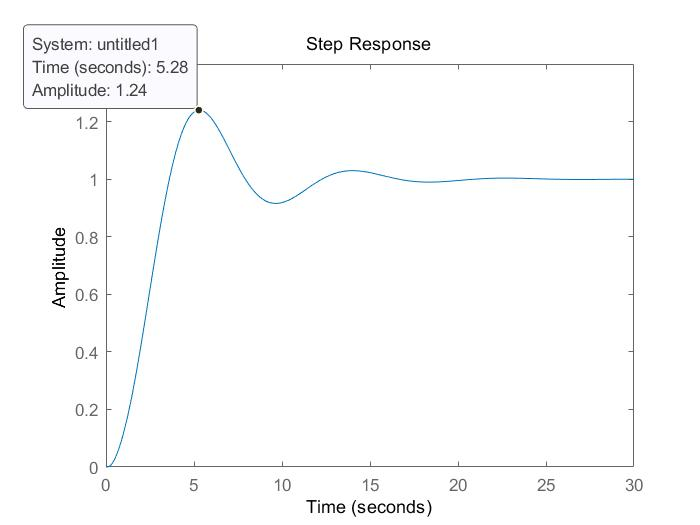 System: untitled1
Time (seconds): 5.28
Amplitude: 1.24
Step Response
1.2
1
0.8
0.6
0.4
0.2
0
Amplitude
0 5 10 15 20 25 30
Time (seconds)